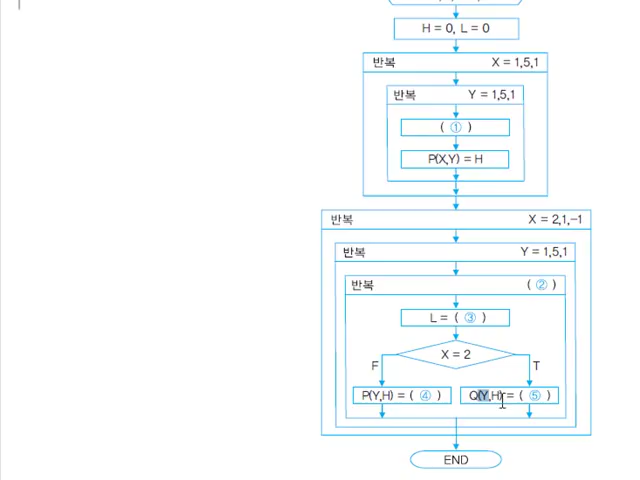 H = 0, L = 0
반복 X = 1,5,1
반복 Y = 1,5,1
( ① )
P(X,Y) = H
반복 X = 2,1,-1
반복 Y = 1,5,1
반복 ( ② )
L = ( ③ )
X = 2
F T
P(Y,H) = ( ④ ) Q(Y,H) = ( ⑤ )
END